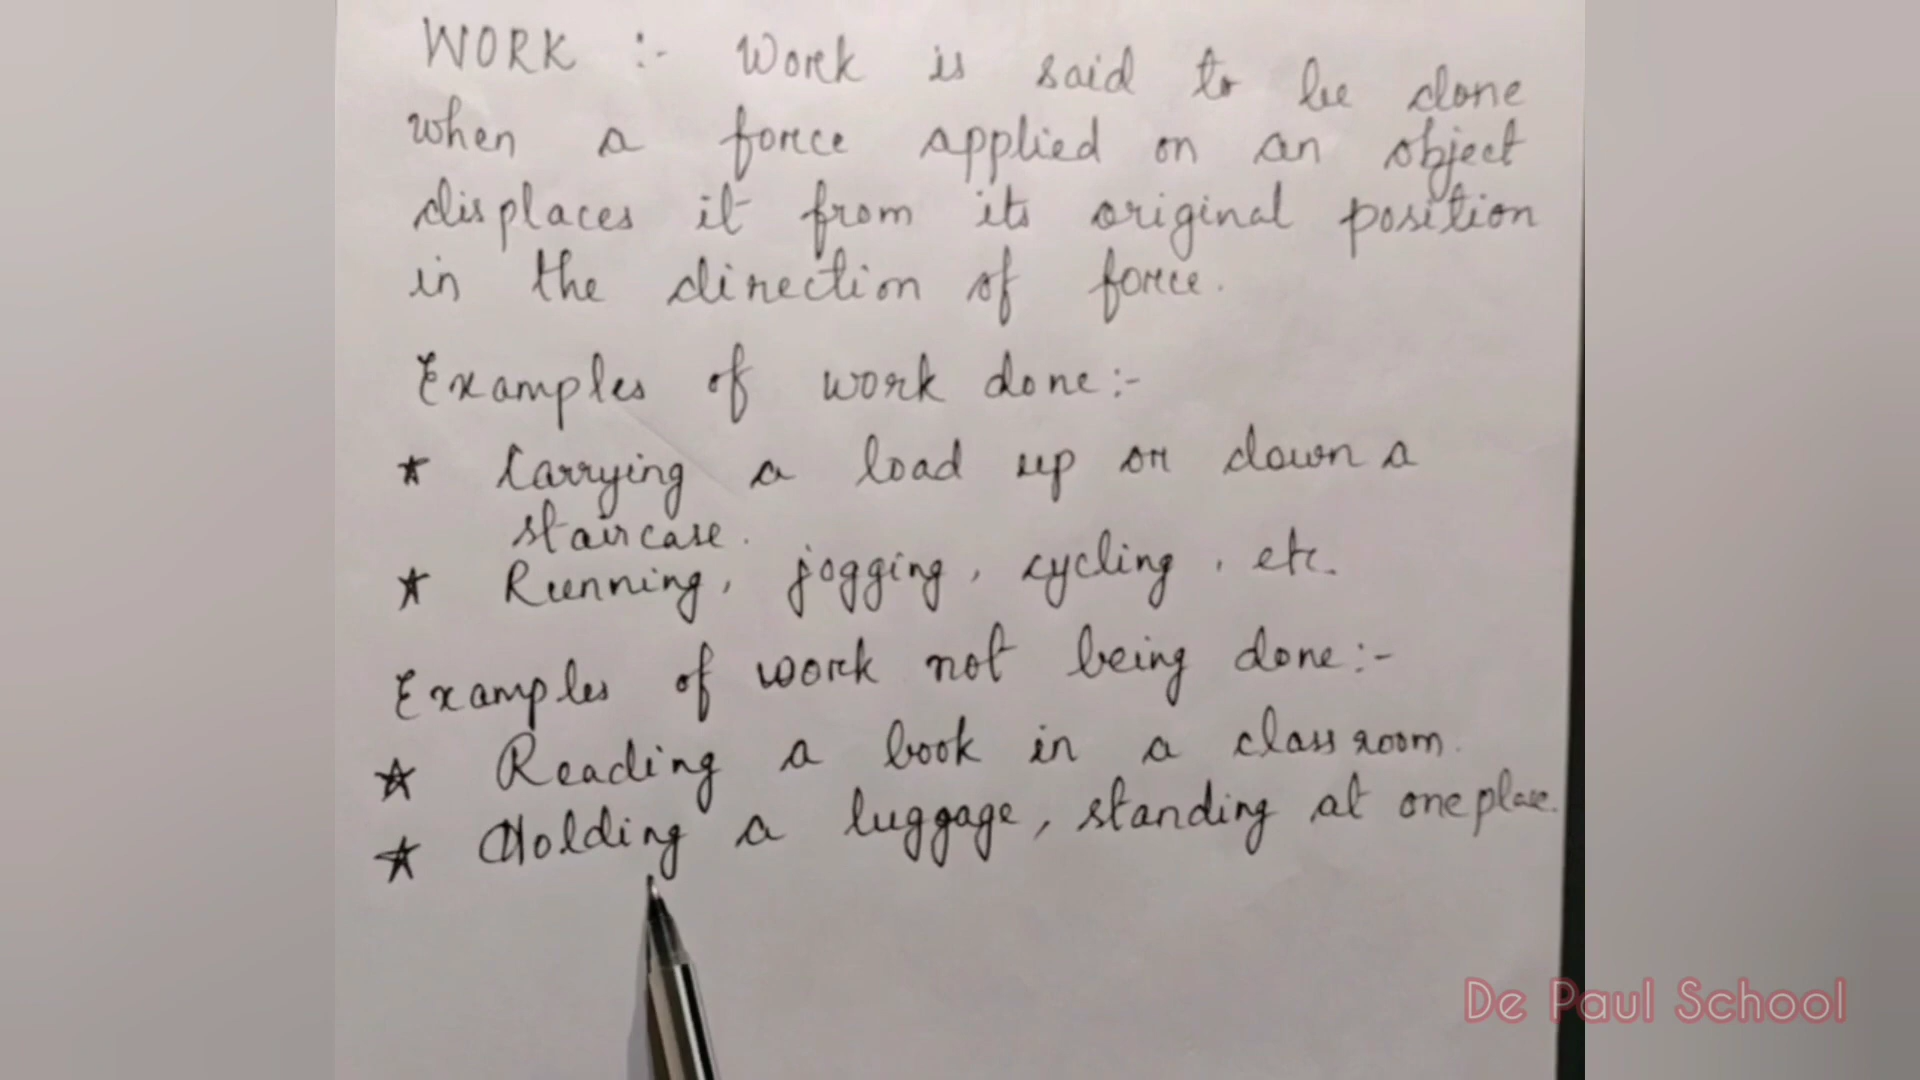 WORK :- Work is said to be done
when a force applied on an object
displaces it from its original position
in the direction of force.
Examples of work done:-
* Carrying a load up or down a
staircase.
* Running, jogging, cycling, etc.
Examples of work not being done:-
* Reading a book in a classroom.
* Holding a luggage, standing at one place.
De Paul School